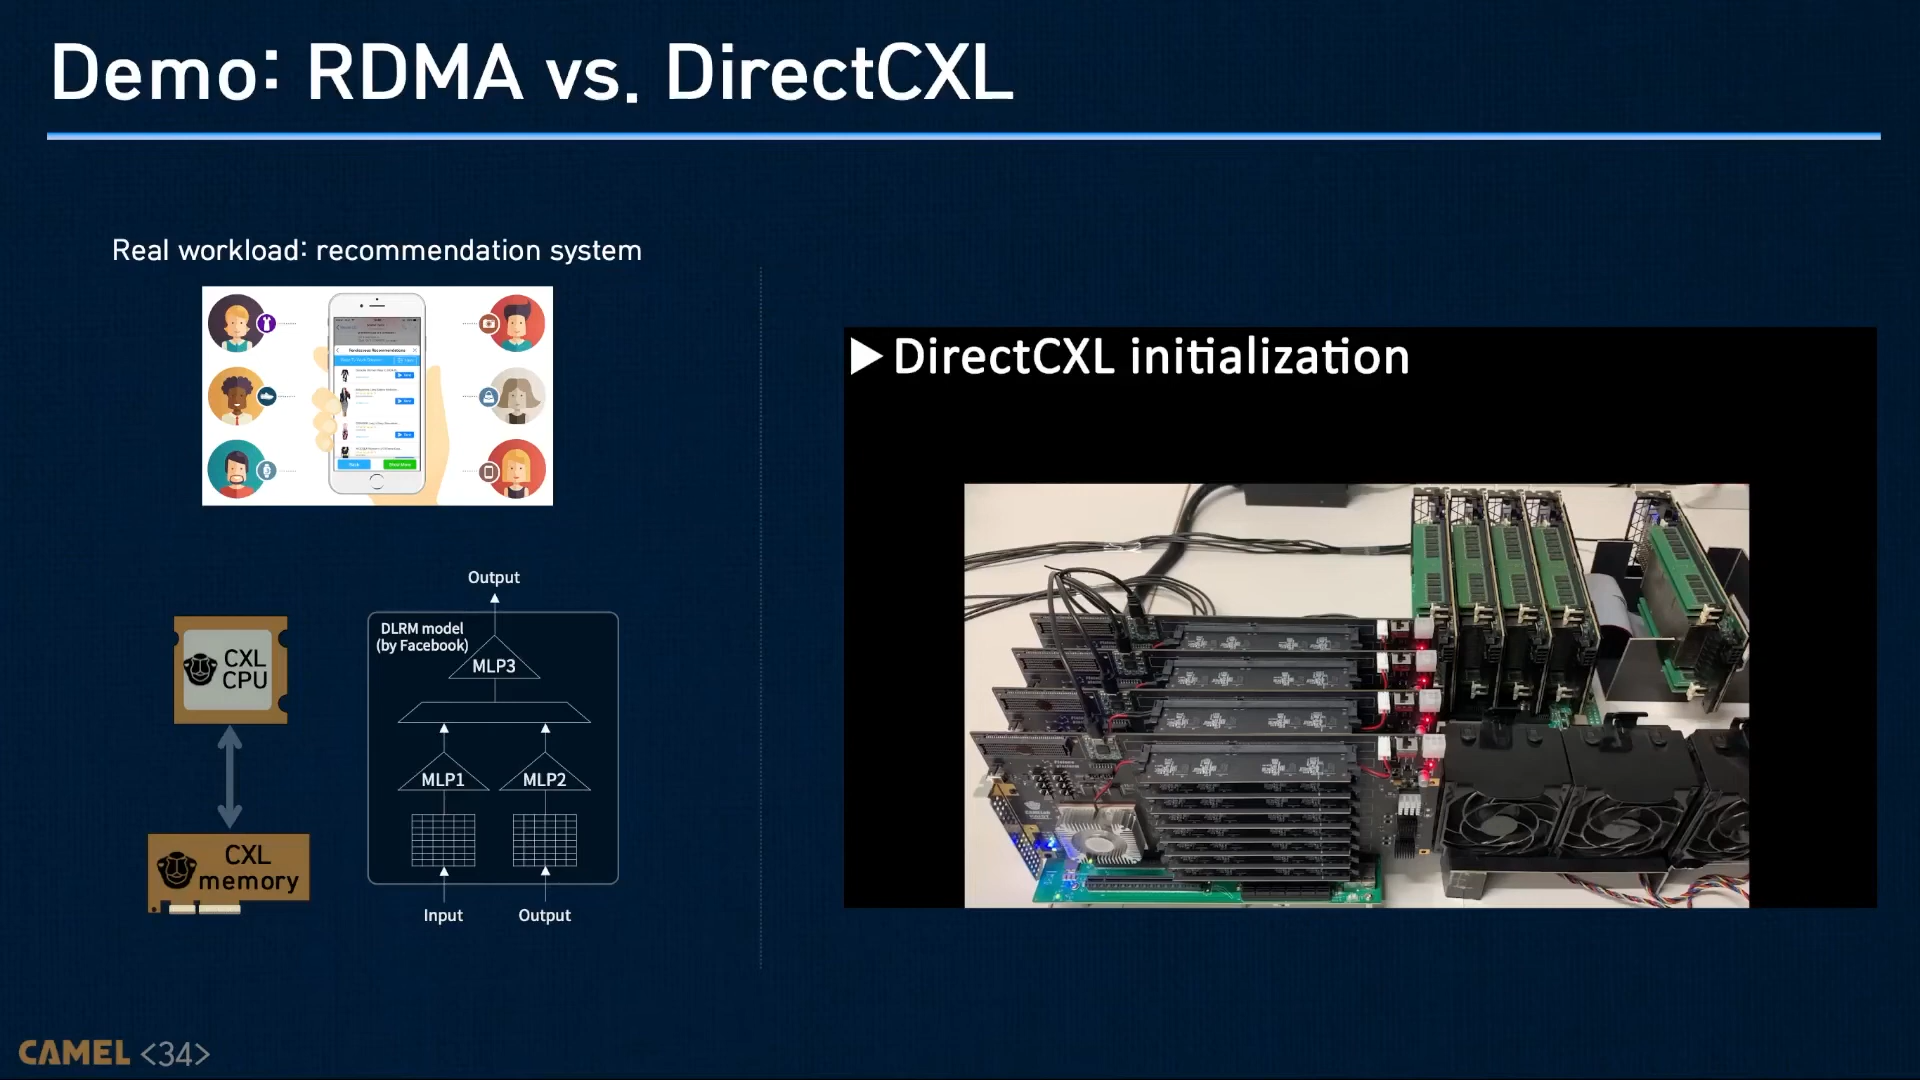 Demo: RDMA vs. DirectCXL
Real workload: recommendation system
Output
DLRM model
(by Facebook)
MLP3
MLP1
MLP2
Input
Output
CXL
CPU
CXL
memory
DirectCXL initialization
CAMEL <34>